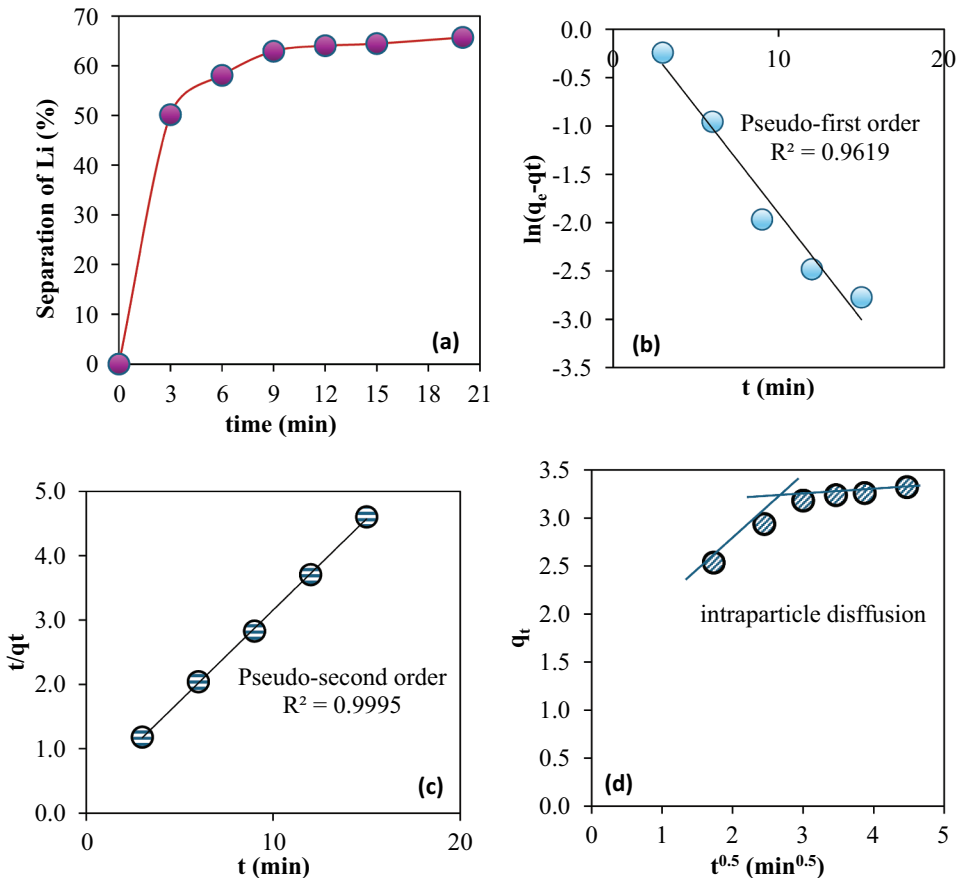 70
60
50
40
30
20
10
0
0 3 6 9 12 15 18 21
Separation of Li (%)
time (min)
(a)
0.0
-0.5
-1.0
-1.5
-2.0
-2.5
-3.0
-3.5
0 10 20
Pseudo-first order
R² = 0.9619
ln(qₑ-qt)
t (min)
(b)
5.0
4.0
3.0
2.0
1.0
0.0
0 10 20
Pseudo-second order
R² = 0.9995
t/qt
t (min)
(c)
3.5
3.0
2.5
2.0
1.5
1.0
0.5
0.0
0 1 2 3 4 5
intraparticle disffusion
qₜ
t⁰·⁵ (min⁰·⁵)
(d)